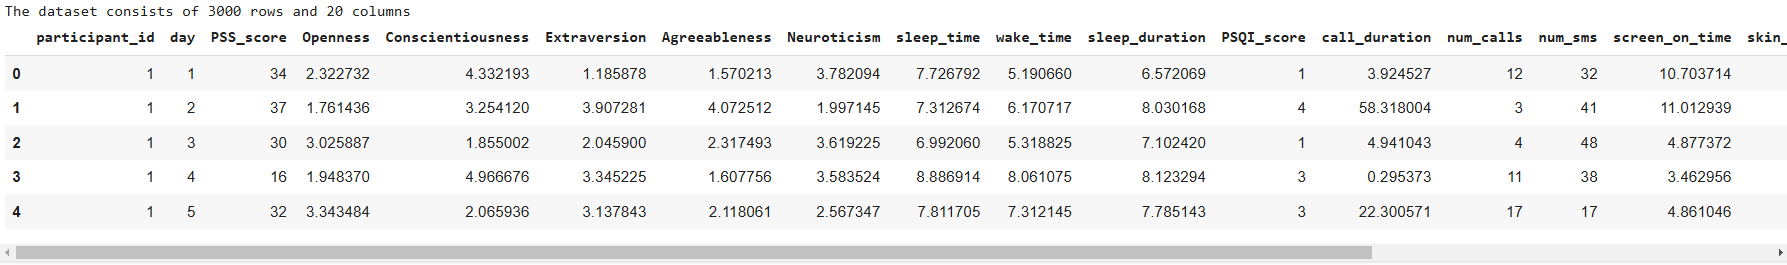 The dataset consists of 3000 rows and 20 columns
participant_id day PSS_score Openness Conscientiousness Extraversion Agreeableness Neuroticism sleep_time wake_time sleep_duration PSQI_score call_duration num_calls num_sms screen_on_time skin_
0 1 1 34 2.322732 4.332193 1.185878 1.570213 3.782094 7.726792 5.190660 6.572069 1 3.924527 12 32 10.703714
1 1 2 37 1.761436 3.254120 3.907281 4.072512 1.997145 7.312674 6.170717 8.030168 4 58.318004 3 41 11.012939
2 1 3 30 3.025887 1.855002 2.045900 2.317493 3.619225 6.992060 5.318825 7.102420 1 4.941043 4 48 4.877372
3 1 4 16 1.948370 4.966676 3.345225 1.607756 3.583524 8.886914 8.061075 8.123294 3 0.295373 11 38 3.462956
4 1 5 32 3.343484 2.065936 3.137843 2.118061 2.567347 7.811705 7.312145 7.785143 3 22.300571 17 17 4.861046